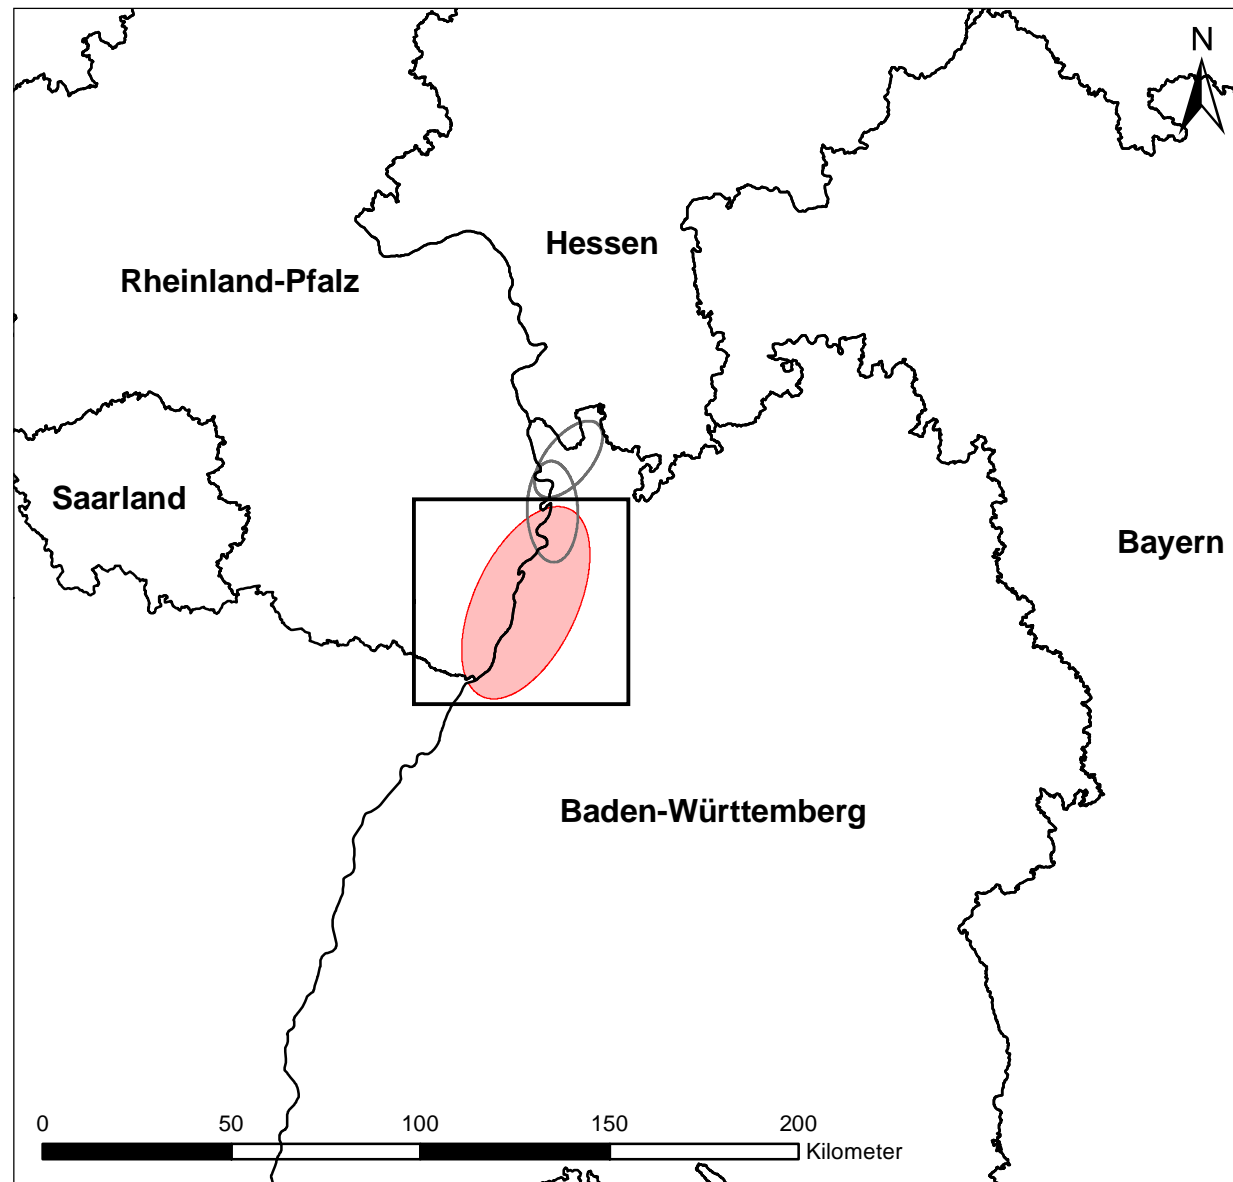 N
Hessen
Rheinland-Pfalz
Saarland
Bayern
Baden-Württemberg
0 50 100 150 200
Kilometer